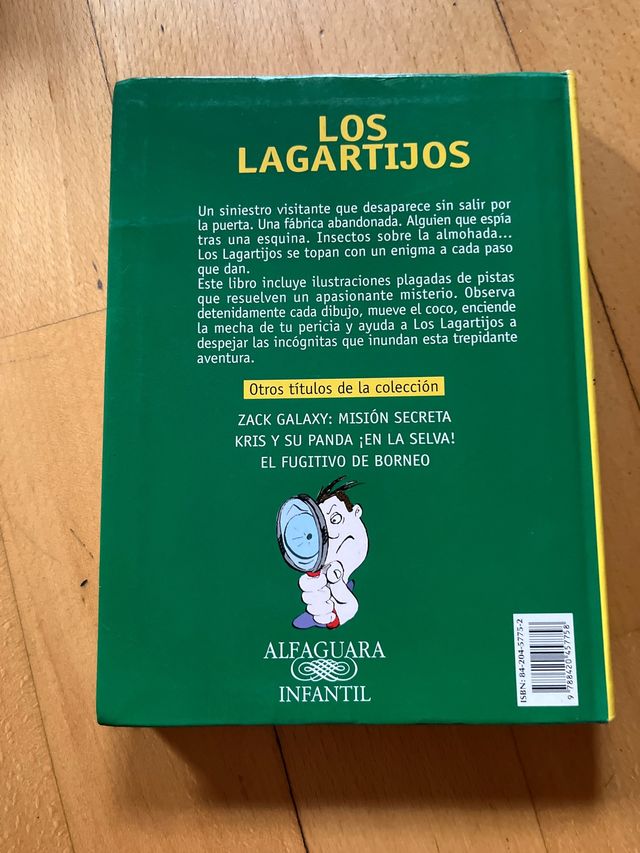 LOS
LAGARTIJOS
Un siniestro visitante que desaparece sin salir por
la puerta. Una fábrica abandonada. Alguien que espía
tras una esquina. Insectos sobre la almohada...
Los Lagartijos se topan con un enigma a cada paso
que dan.
Este libro incluye ilustraciones plagadas de pistas
que resuelven un apasionante misterio. Observa
detenidamente cada dibujo, mueve el coco, enciende
la mecha de tu pericia y ayuda a Los Lagartijos a
despejar las incógnitas que inundan esta trepidante
aventura.
Otros títulos de la colección
ZACK GALAXY: MISIÓN SECRETA
KRIS Y SU PANDA ¡EN LA SELVA!
EL FUGITIVO DE BORNEO
ALFAGUARA
INFANTIL
ISBN: 84-204-5775-2
9 788420 457758